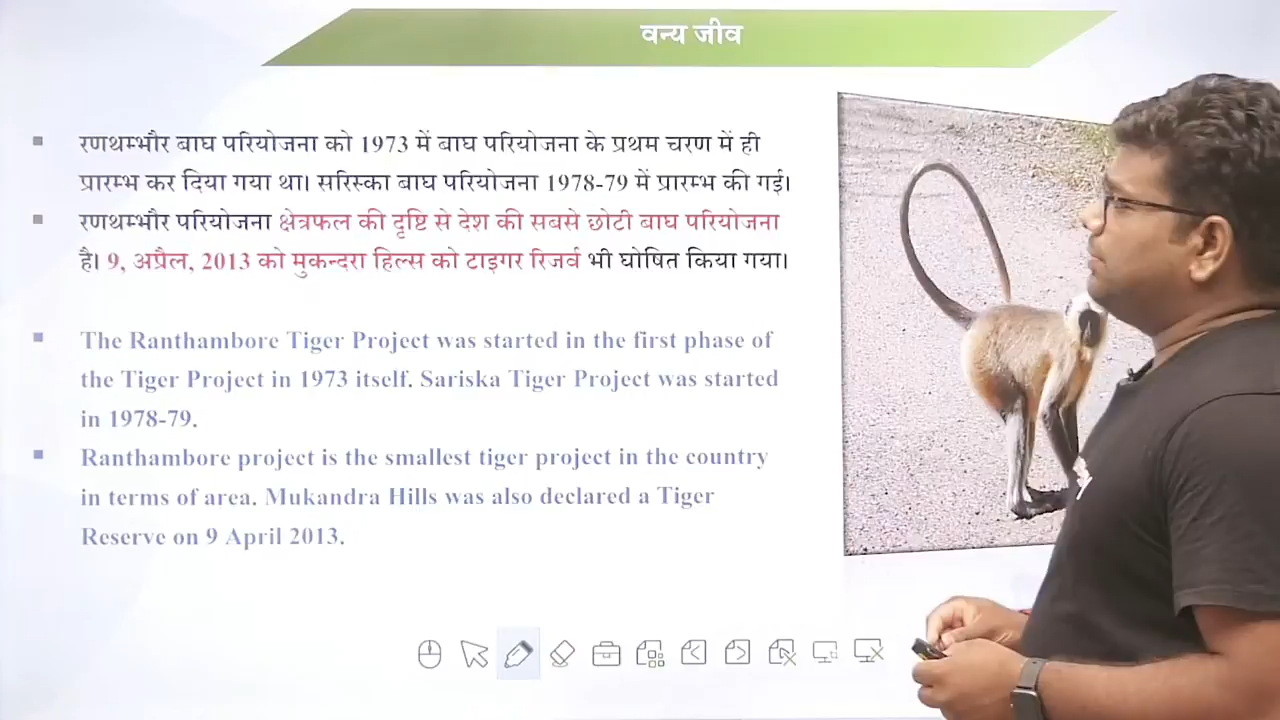 वन्य जीव
रणथम्भौर बाघ परियोजना को 1973 में बाघ परियोजना के प्रथम चरण में ही
प्रारम्भ कर दिया गया था। सरिस्का बाघ परियोजना 1978-79 में प्रारम्भ की गई।
रणथम्भौर परियोजना क्षेत्रफल की दृष्टि से देश की सबसे छोटी बाघ परियोजना
है। 9, अप्रैल, 2013 को मुकन्दरा हिल्स को टाइगर रिजर्व भी घोषित किया गया।
The Ranthambore Tiger Project was started in the first phase of
the Tiger Project in 1973 itself. Sariska Tiger Project was started
in 1978-79.
Ranthambore project is the smallest tiger project in the country
in terms of area. Mukandra Hills was also declared a Tiger
Reserve on 9 April 2013.